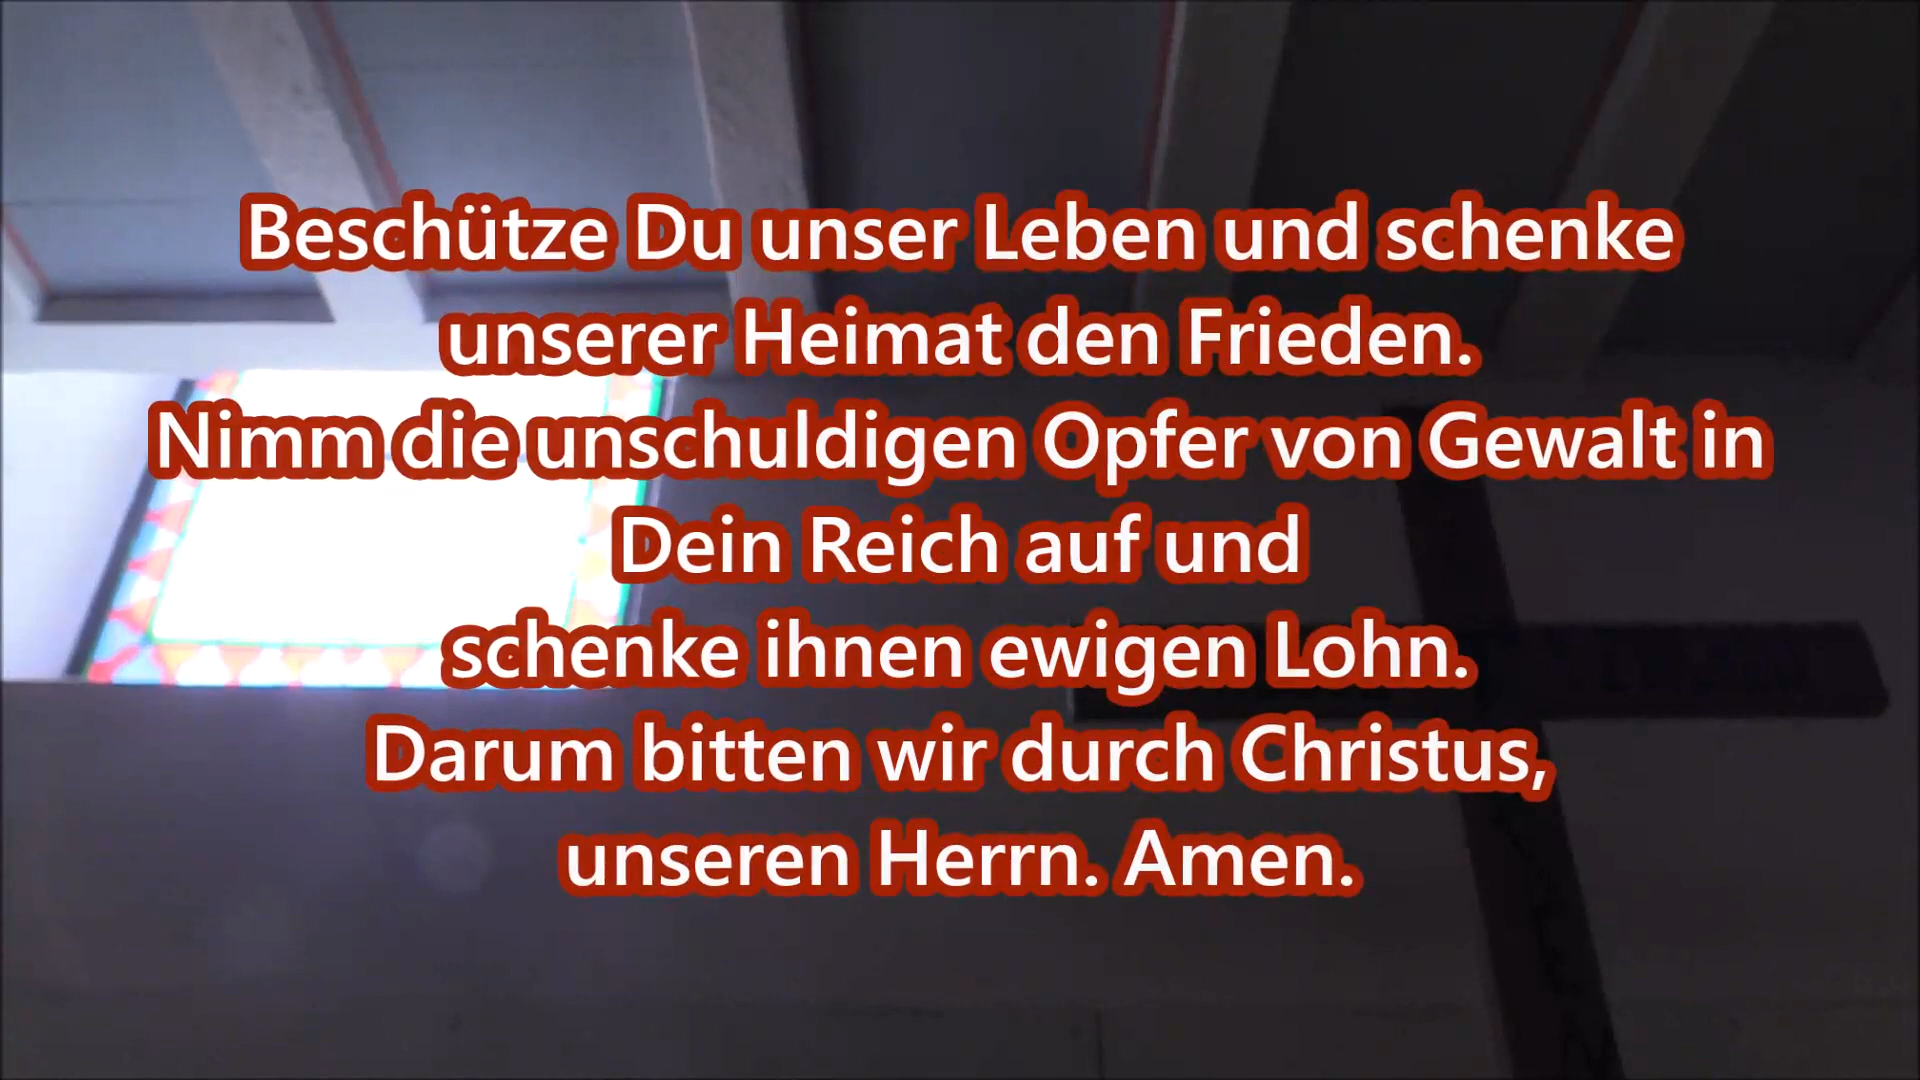 Beschütze Du unser Leben und schenke
unserer Heimat den Frieden.
Nimm die unschuldigen Opfer von Gewalt in
Dein Reich auf und
schenke ihnen ewigen Lohn.
Darum bitten wir durch Christus,
unseren Herrn. Amen.